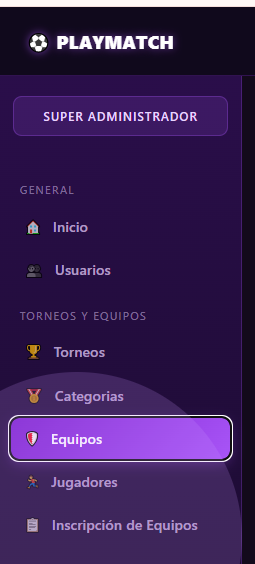 PLAYMATCH
SUPER ADMINISTRADOR
GENERAL
Inicio
Usuarios
TORNEOS Y EQUIPOS
Torneos
Categorias
Equipos
Jugadores
Inscripción de Equipos